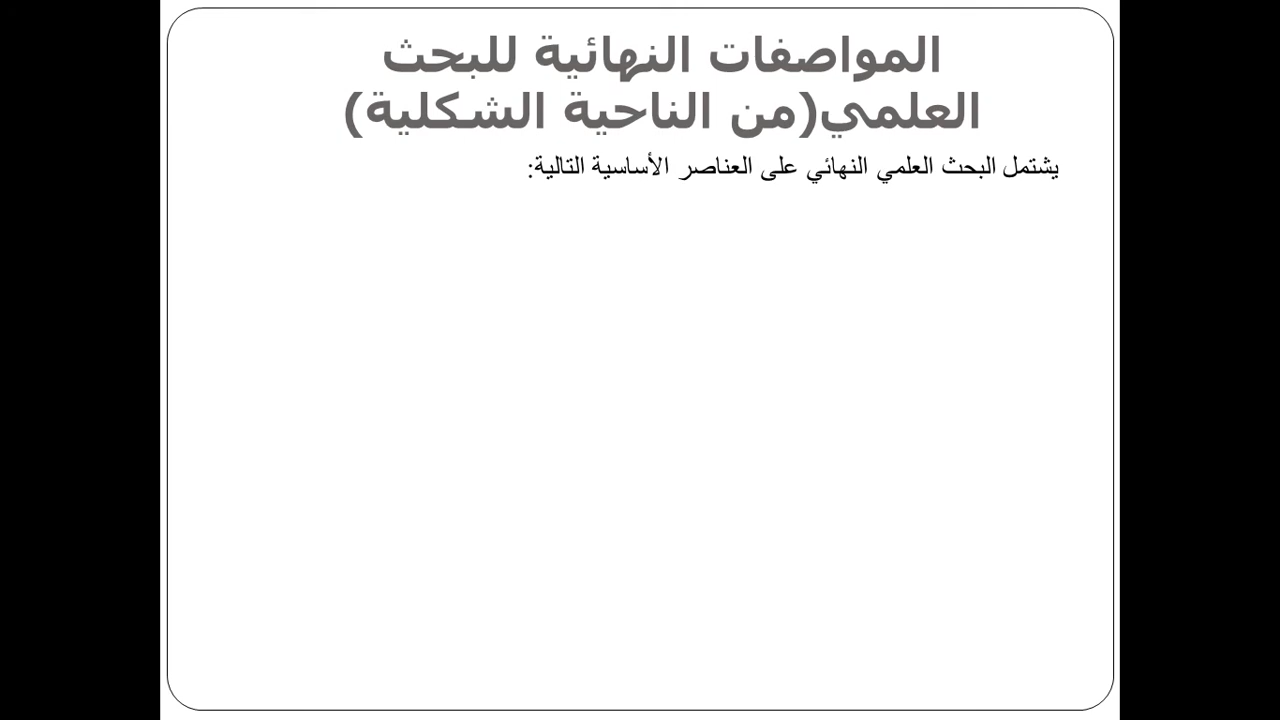 المواصفات النهائية للبحث
العلمي(من الناحية الشكلية)
يشتمل البحث العلمي النهائي على العناصر الأساسية التالية: